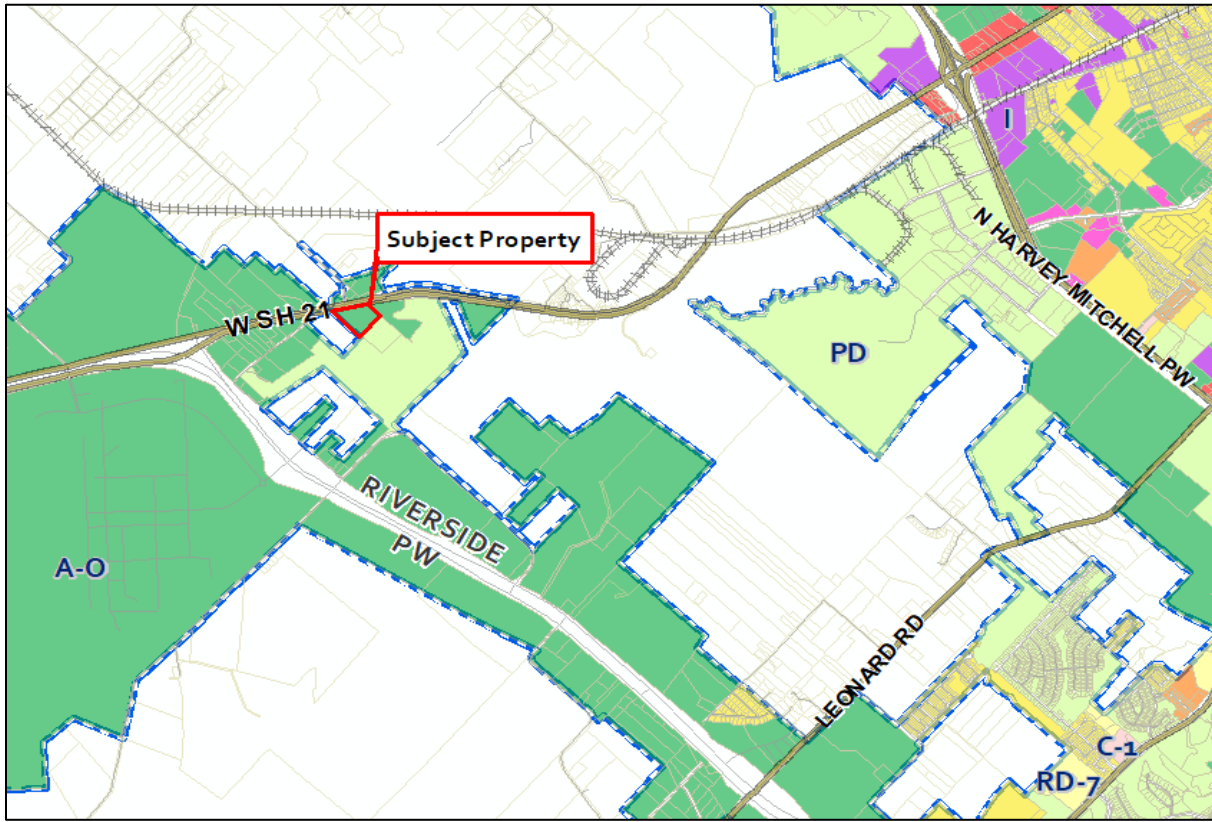 I
N HARVEY MITCHELL PW
Subject Property
W SH 21
PD
RIVERSIDE
PW
A-O
LEONARD RD
C-1
RD-7